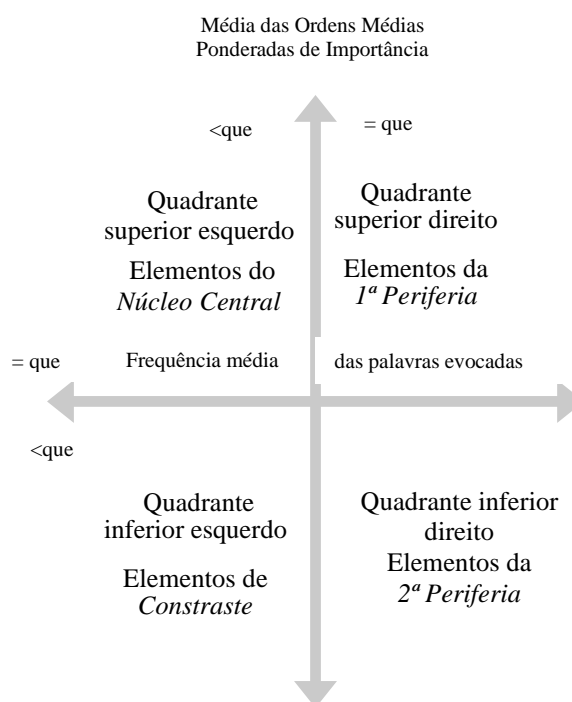 Média das Ordens Médias
Ponderadas de Importância
<que
= que
Quadrante
superior esquerdo
Elementos do
Núcleo Central
Quadrante
superior direito
Elementos da
1ª Periferia
= que
Frequência média
das palavras evocadas
<que
Quadrante
inferior esquerdo
Elementos de
Constraste
Quadrante inferior
direito
Elementos da
2ª Periferia